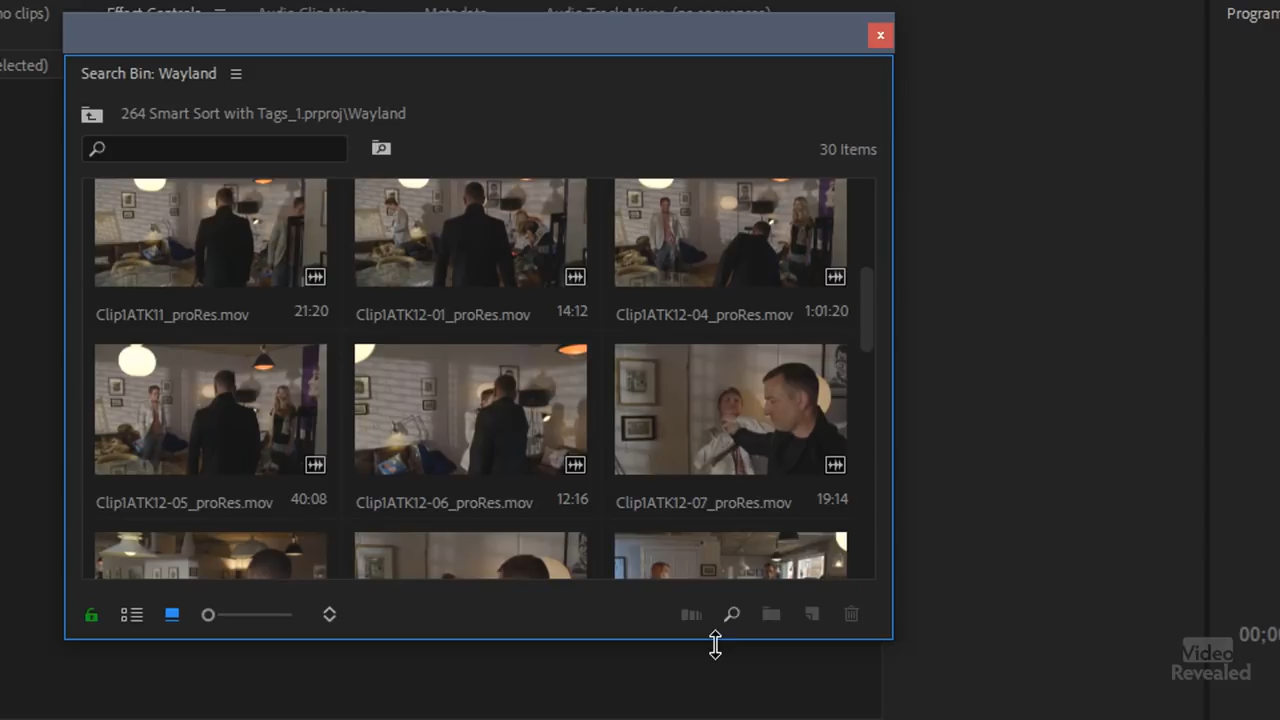 no clips)
Effect Controls
Audio Clip Mixer
Metadata
Audio Track Mixer: (no sequences)
Program
elected)
x
Search Bin: Wayland
264 Smart Sort with Tags_1.prproj\Wayland
30 Items
Clip1ATK11_proRes.mov 21:20
Clip1ATK12-01_proRes.mov 14:12
Clip1ATK12-04_proRes.mov 1:01:20
Clip1ATK12-05_proRes.mov 40:08
Clip1ATK12-06_proRes.mov 12:16
Clip1ATK12-07_proRes.mov 19:14
Video
Revealed